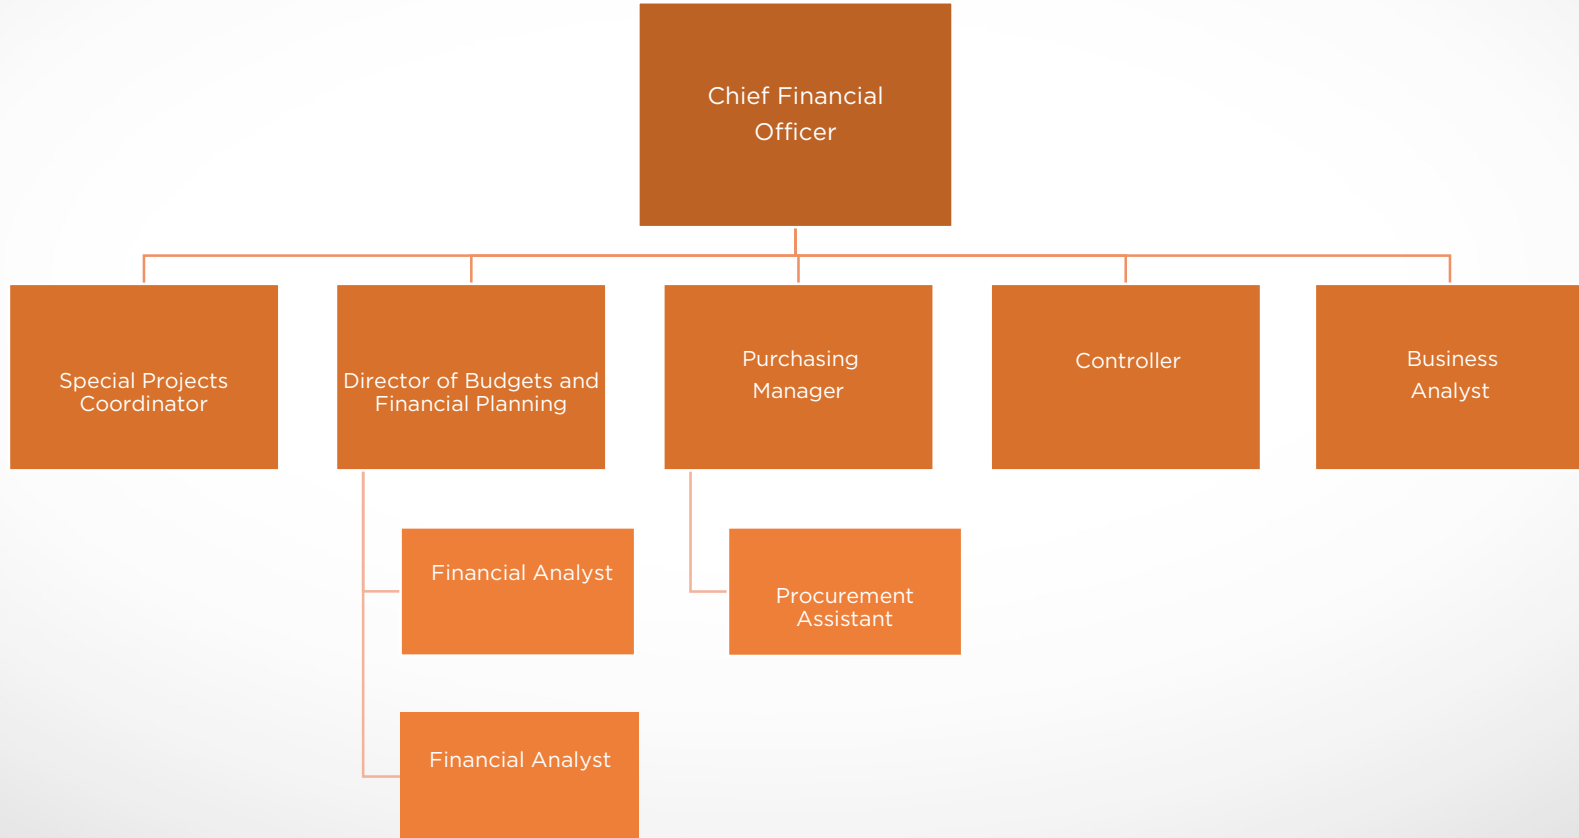 Chief Financial
Officer
Special Projects
Coordinator
Director of Budgets and
Financial Planning
Purchasing
Manager
Controller
Business
Analyst
Financial Analyst
Procurement
Assistant
Financial Analyst